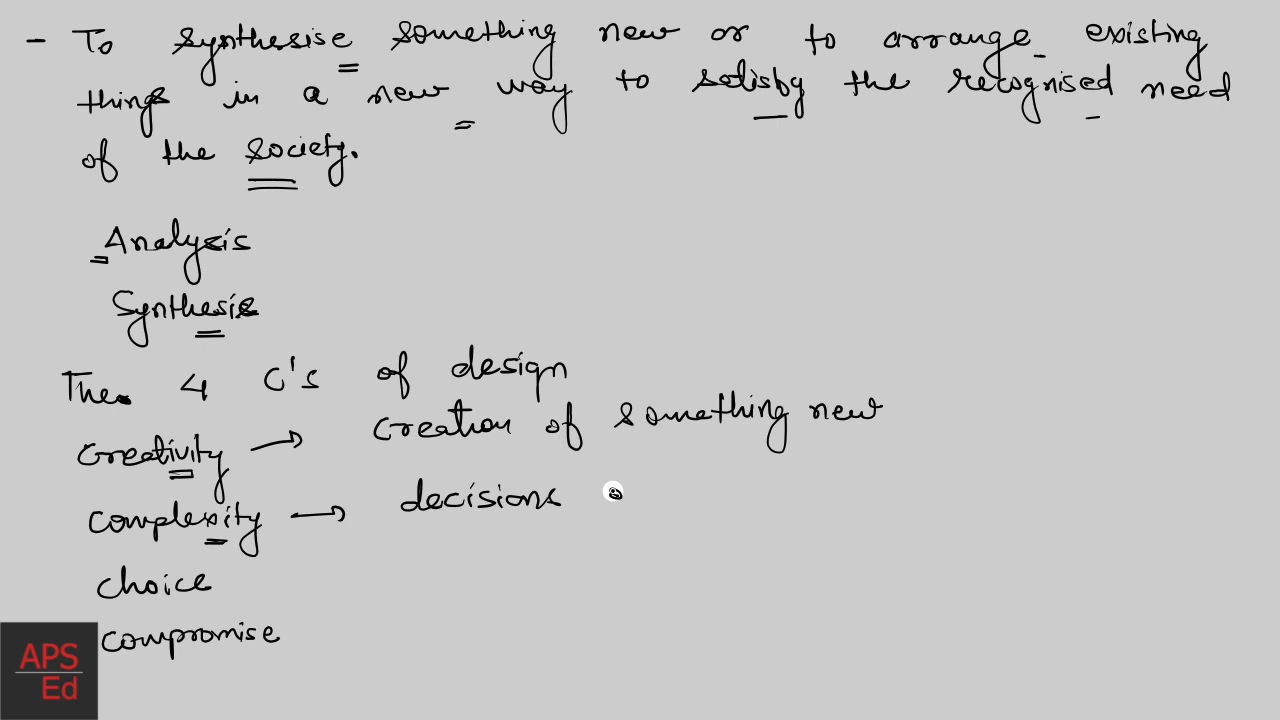 - To synthesise something new or to arrange existing
things in a new way to satisfy the recognised need
of the society.
Analysis
Synthesis
The 4 C's of design
Creativity → Creation of something new
Complexity → decisions
Choice
Compromise
APS
Ed